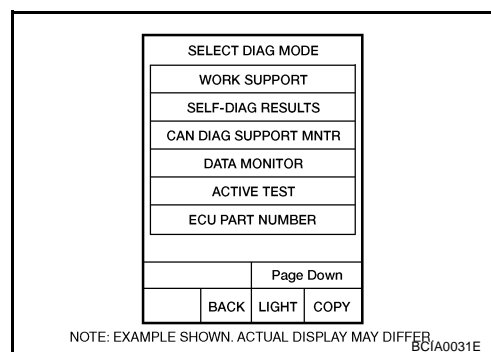 SELECT DIAG MODE
WORK SUPPORT
SELF-DIAG RESULTS
CAN DIAG SUPPORT MNTR
DATA MONITOR
ACTIVE TEST
ECU PART NUMBER
Page Down
BACK LIGHT COPY
NOTE: EXAMPLE SHOWN. ACTUAL DISPLAY MAY DIFFER.
BCIA0031E